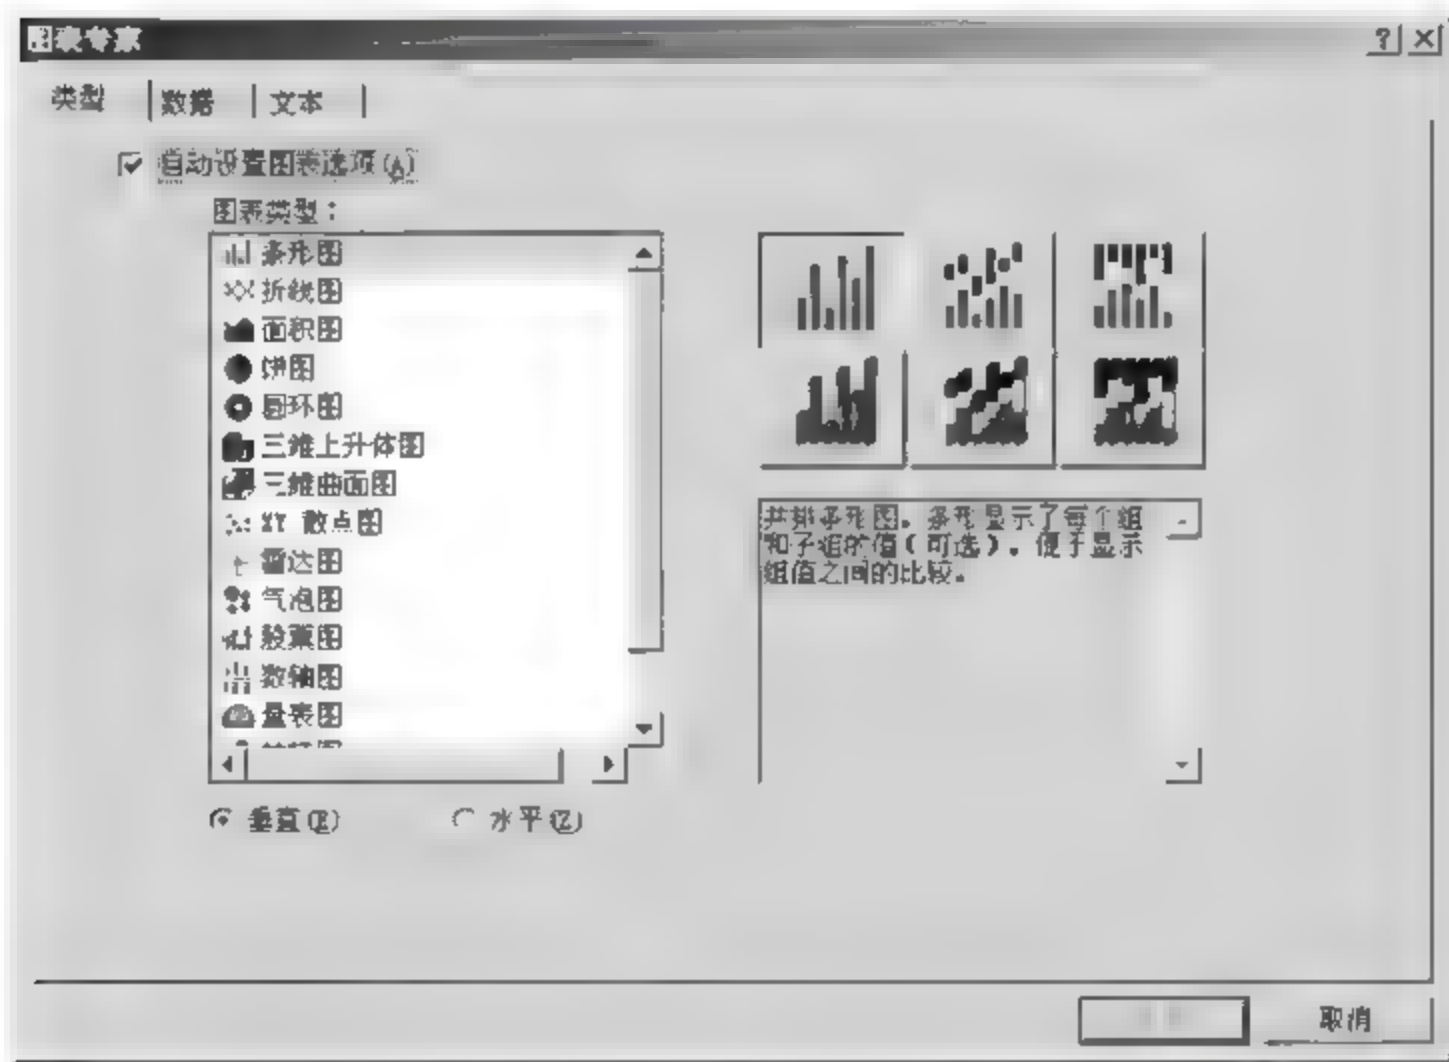 图表专家
类型 数据 文本
自动设置图表选项(A)
图表类型：
条形图
折线图
面积图
饼图
圆环图
三维上升体图
三维曲面图
XY 散点图
雷达图
气泡图
股票图
数轴图
量表图
并排条形图。条形显示了每个组
和子组的值(可选)。便于显示
组值之间的比较。
垂直(E) 水平(Z)
取消